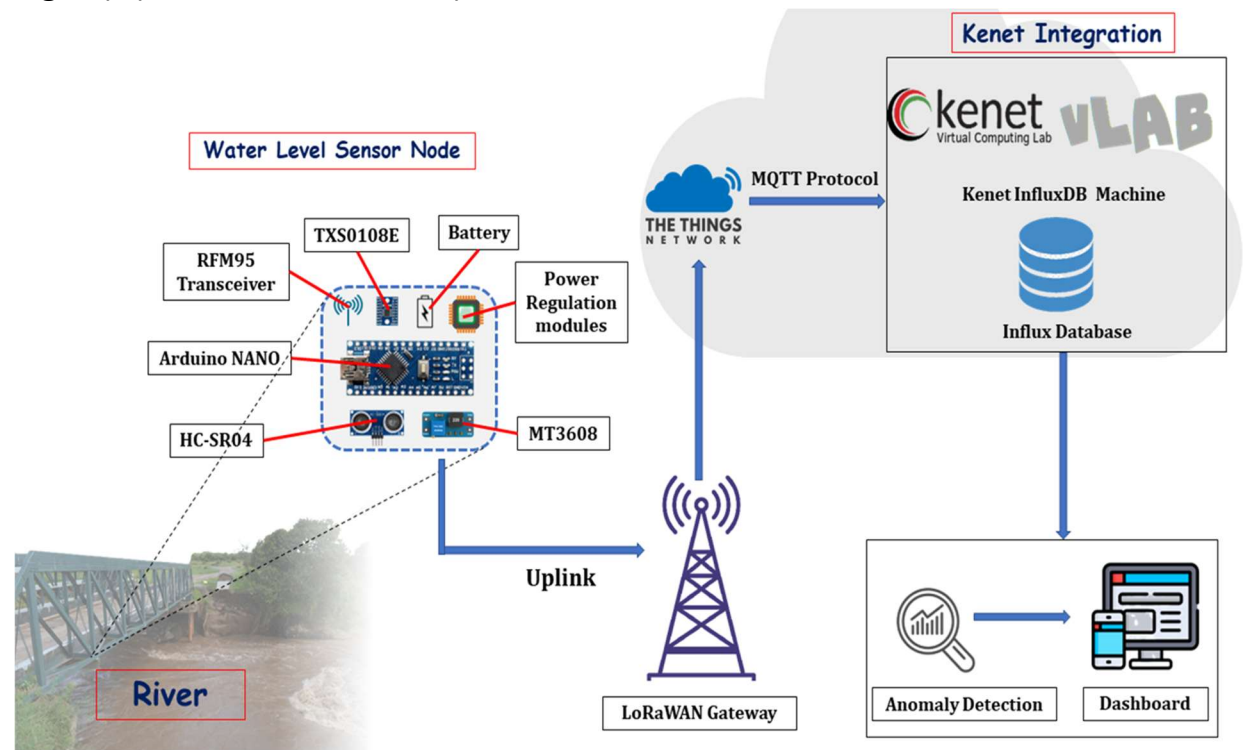 Kenet Integration
kenet vLAB
Virtual Computing Lab
Water Level Sensor Node
MQTT Protocol
THE THINGS
NETWORK
Kenet InfluxDB Machine
Influx Database
TXS0108E
Battery
RFM95
Transceiver
Power
Regulation
modules
Arduino NANO
HC-SR04
MT3608
Uplink
River
LoRaWAN Gateway
Anomaly Detection
Dashboard